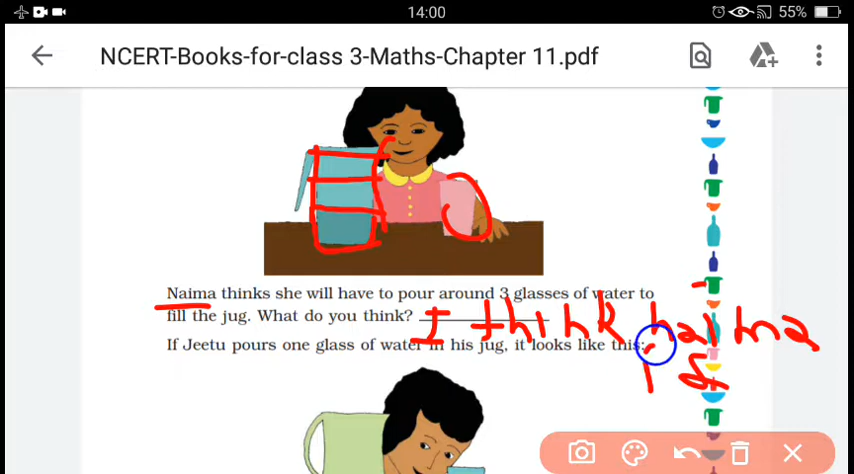 14:00
55%
NCERT-Books-for-class 3-Maths-Chapter 11.pdf
Naima thinks she will have to pour around 3 glasses of water to
fill the jug. What do you think?
I think naima
is
If Jeetu pours one glass of water in his jug, it looks like this: